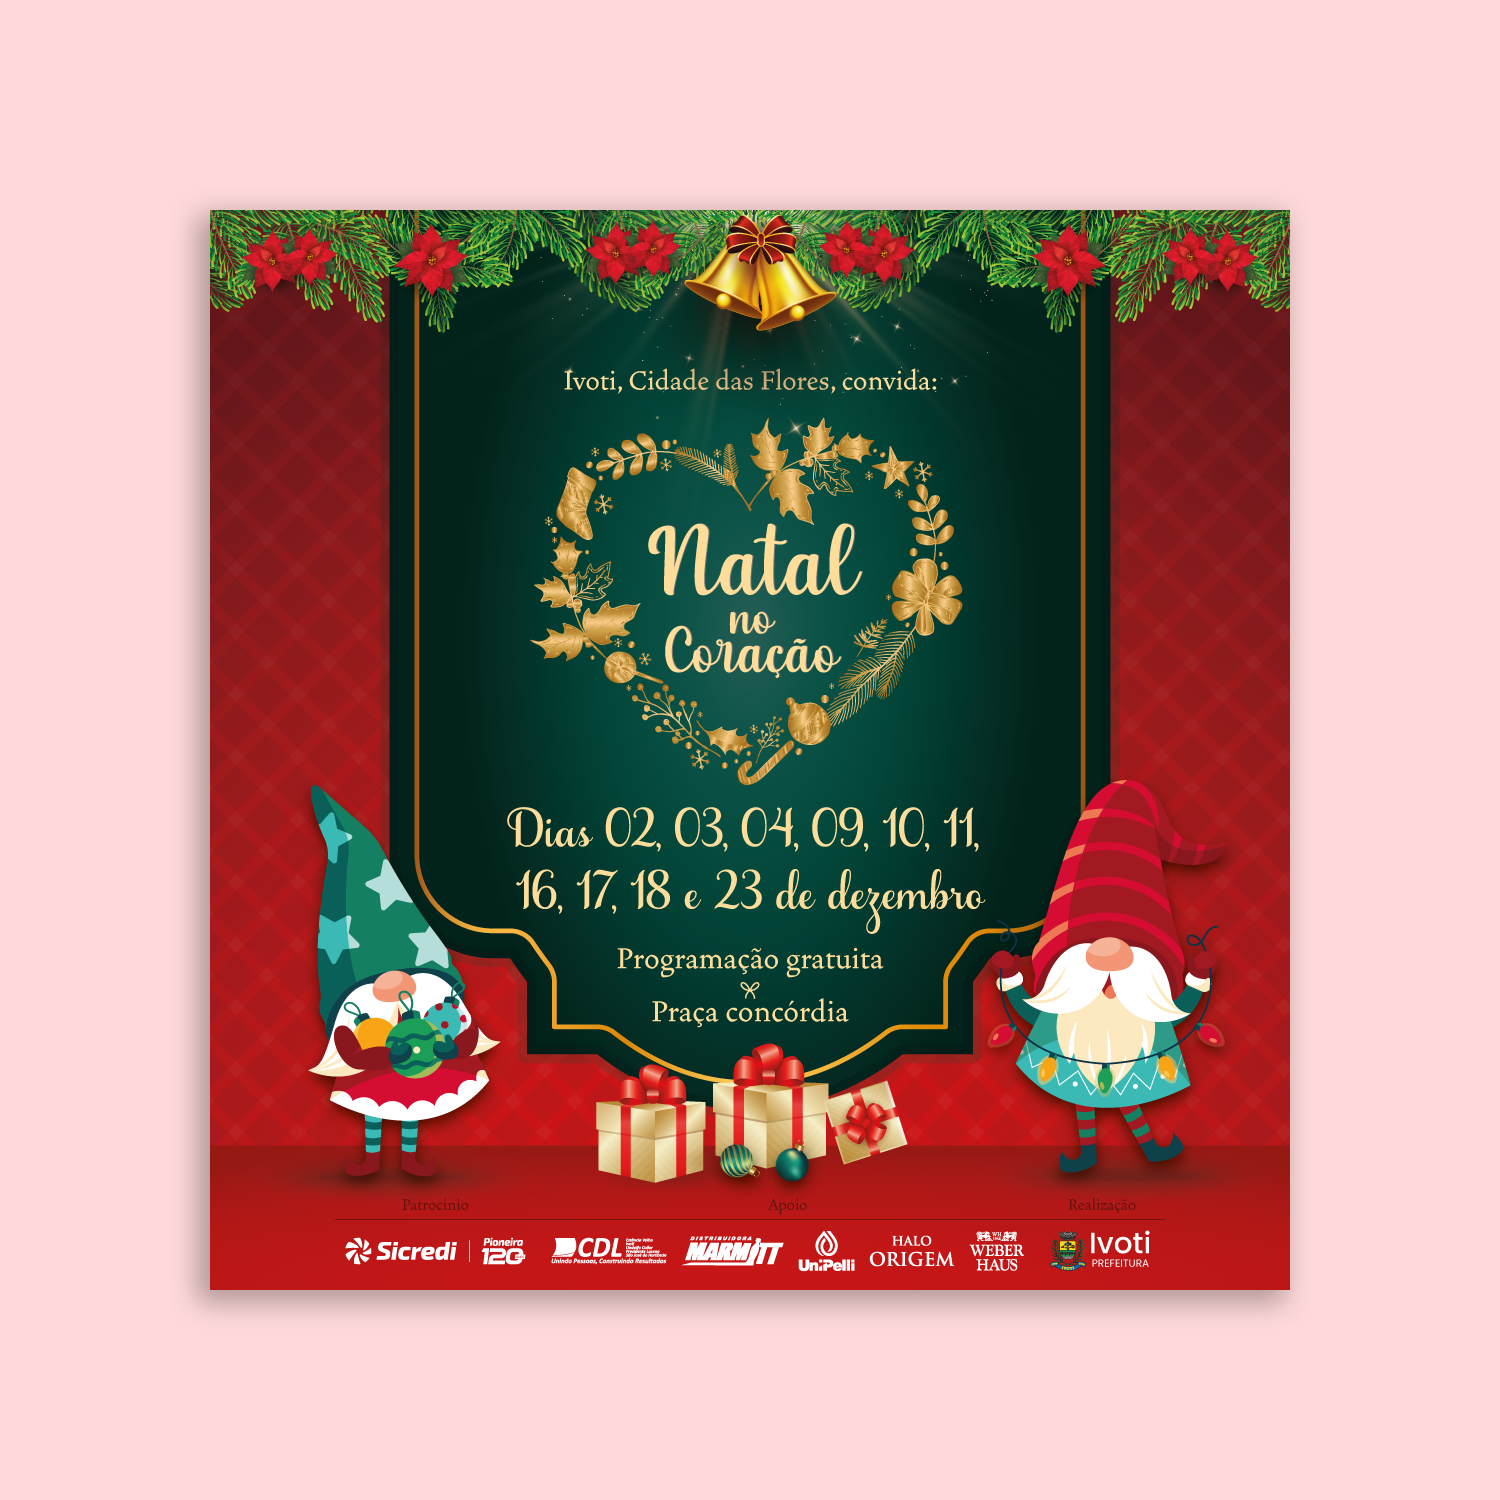 Ivoti, Cidade das Flores, convida:
Natal
no
Coração
Dias 02, 03, 04, 09, 10, 11,
16, 17, 18 e 23 de dezembro
Programação gratuita
Praça concórdia
Patrocínio
Apoio
Realização
Sicredi
Pioneira
120
CDL
Unindo Pessoas, Construindo Resultados
DISTRIBUIDORA
MARMITT
UniPelli
HALO
ORIGEM
WEBER
HAUS
Ivoti
PREFEITURA